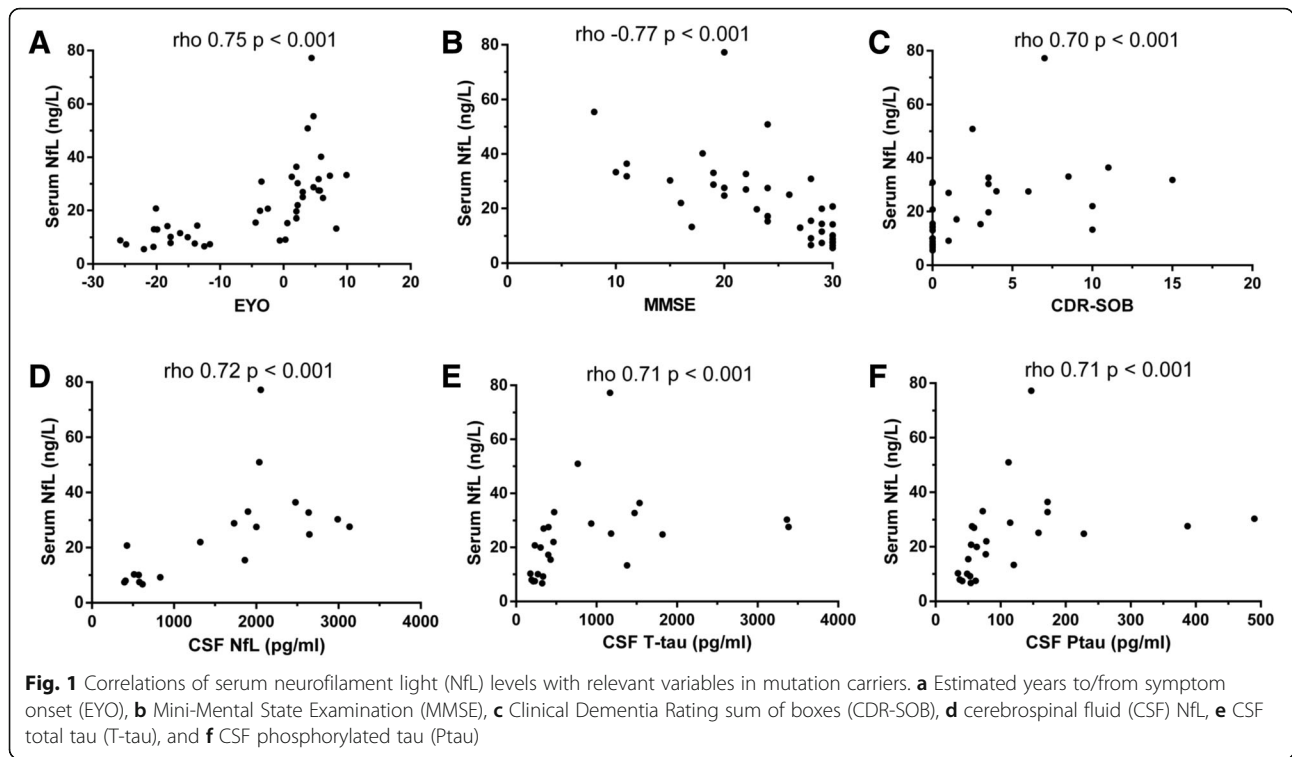 A
rho 0.75 p < 0.001
Serum NfL (ng/L)
80
60
40
20
0
-30
-20
-10
0
10
20
EYO
B
rho -0.77 p < 0.001
Serum NfL (ng/L)
80
60
40
20
0
5
10
15
20
25
30
MMSE
C
rho 0.70 p < 0.001
Serum NfL (ng/L)
80
60
40
20
0
0
5
10
15
20
CDR-SOB
D
rho 0.72 p < 0.001
Serum NfL (ng/L)
80
60
40
20
0
0
1000
2000
3000
4000
CSF NfL (pg/ml)
E
rho 0.71 p < 0.001
Serum NfL (ng/L)
80
60
40
20
0
0
1000
2000
3000
4000
CSF T-tau (pg/ml)
F
rho 0.71 p < 0.001
Serum NfL (ng/L)
80
60
40
20
0
0
100
200
300
400
500
CSF Ptau (pg/ml)
Fig. 1 Correlations of serum neurofilament light (NfL) levels with relevant variables in mutation carriers. a Estimated years to/from symptom
onset (EYO), b Mini-Mental State Examination (MMSE), c Clinical Dementia Rating sum of boxes (CDR-SOB), d cerebrospinal fluid (CSF) NfL, e CSF
total tau (T-tau), and f CSF phosphorylated tau (Ptau)